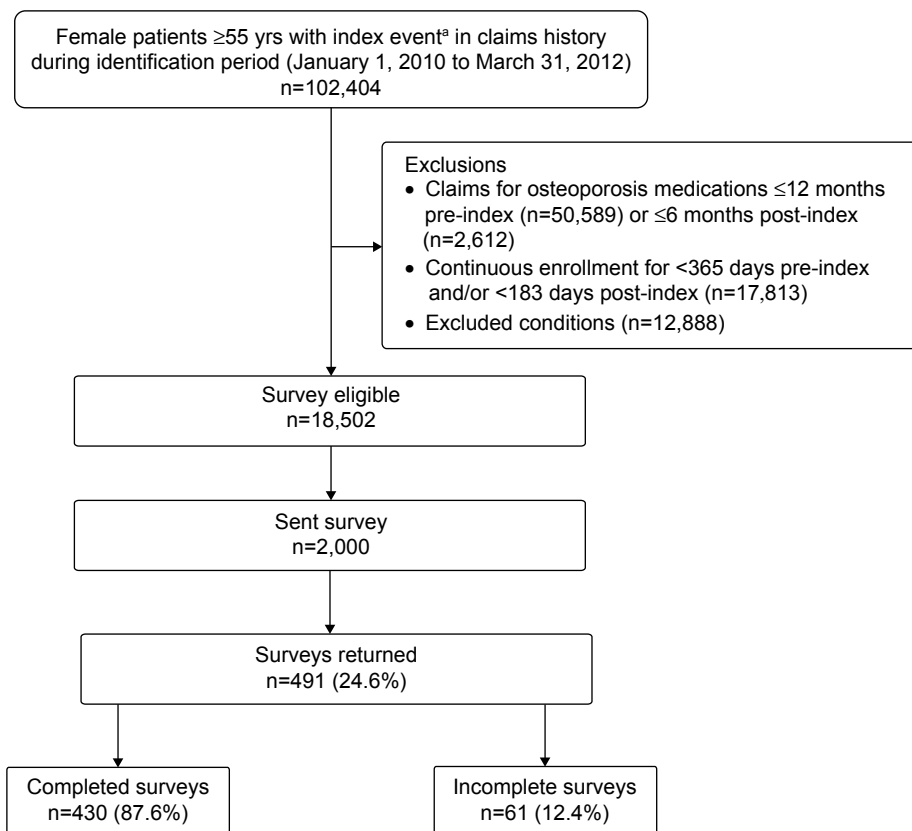 Female patients ≥55 yrs with index eventᵃ in claims history
during identification period (January 1, 2010 to March 31, 2012)
n=102,404
Exclusions
• Claims for osteoporosis medications ≤12 months
pre-index (n=50,589) or ≤6 months post-index
(n=2,612)
• Continuous enrollment for <365 days pre-index
and/or <183 days post-index (n=17,813)
• Excluded conditions (n=12,888)
Survey eligible
n=18,502
Sent survey
n=2,000
Surveys returned
n=491 (24.6%)
Completed surveys
n=430 (87.6%)
Incomplete surveys
n=61 (12.4%)